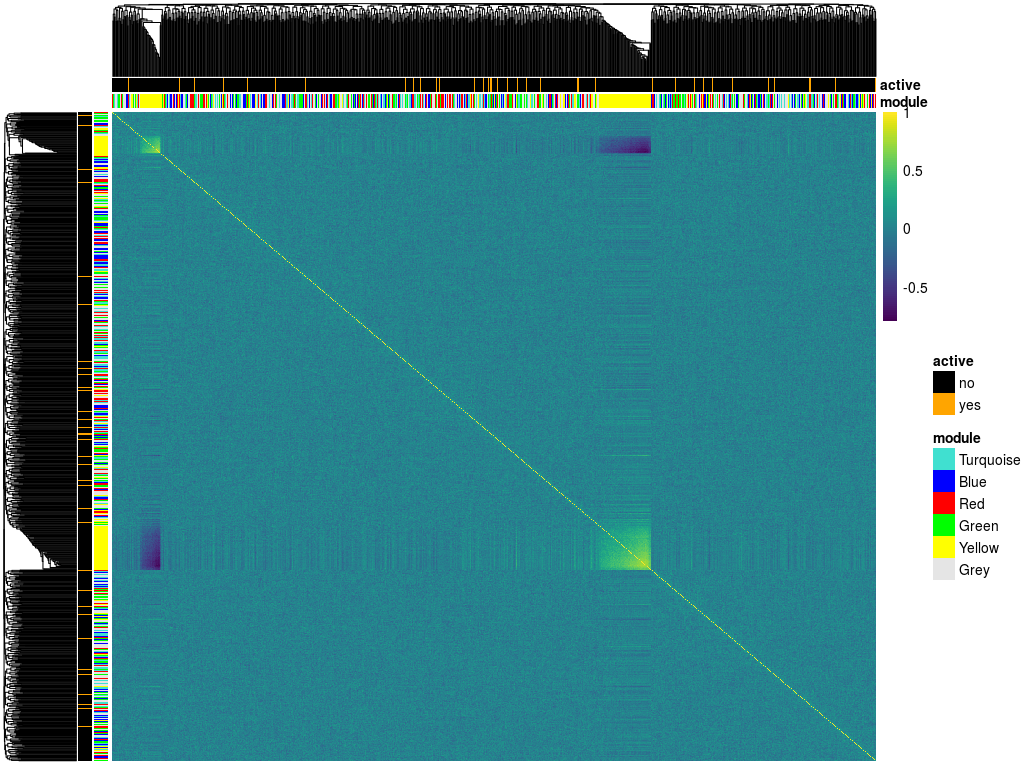 active
module
1
0.5
0
-0.5
active
no
yes
module
Turquoise
Blue
Red
Green
Yellow
Grey